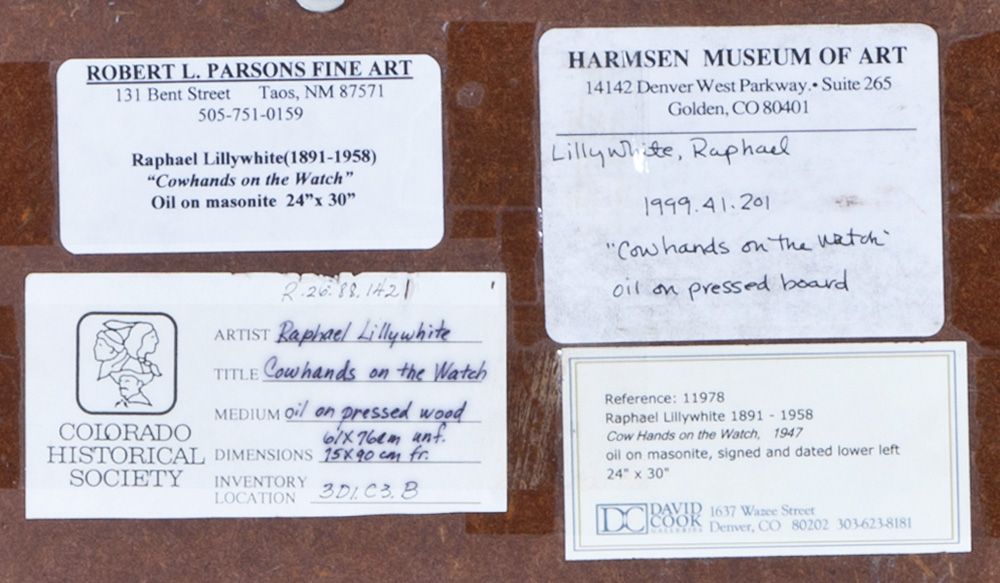 ROBERT L. PARSONS FINE ART
131 Bent Street Taos, NM 87571
505-751-0159
Raphael Lillywhite(1891-1958)
“Cowhands on the Watch”
Oil on masonite 24”x 30”
HARMSEN MUSEUM OF ART
14142 Denver West Parkway.• Suite 265
Golden, CO 80401
Lillywhite, Raphael
1999.41.201
"Cowhands on the Watch"
oil on pressed board
R.26.88.1421
ARTIST Raphael Lillywhite
TITLE Cowhands on the Watch
MEDIUM oil on pressed wood
61X76cm unf.
DIMENSIONS 75X90 cm fr.
INVENTORY
LOCATION 3D1.C3.B
COLORADO
HISTORICAL
SOCIETY
Reference: 11978
Raphael Lillywhite 1891 - 1958
Cow Hands on the Watch, 1947
oil on masonite, signed and dated lower left
24" x 30"
DC DAVID COOK GALLERIES
1637 Wazee Street
Denver, CO 80202 303-623-8181